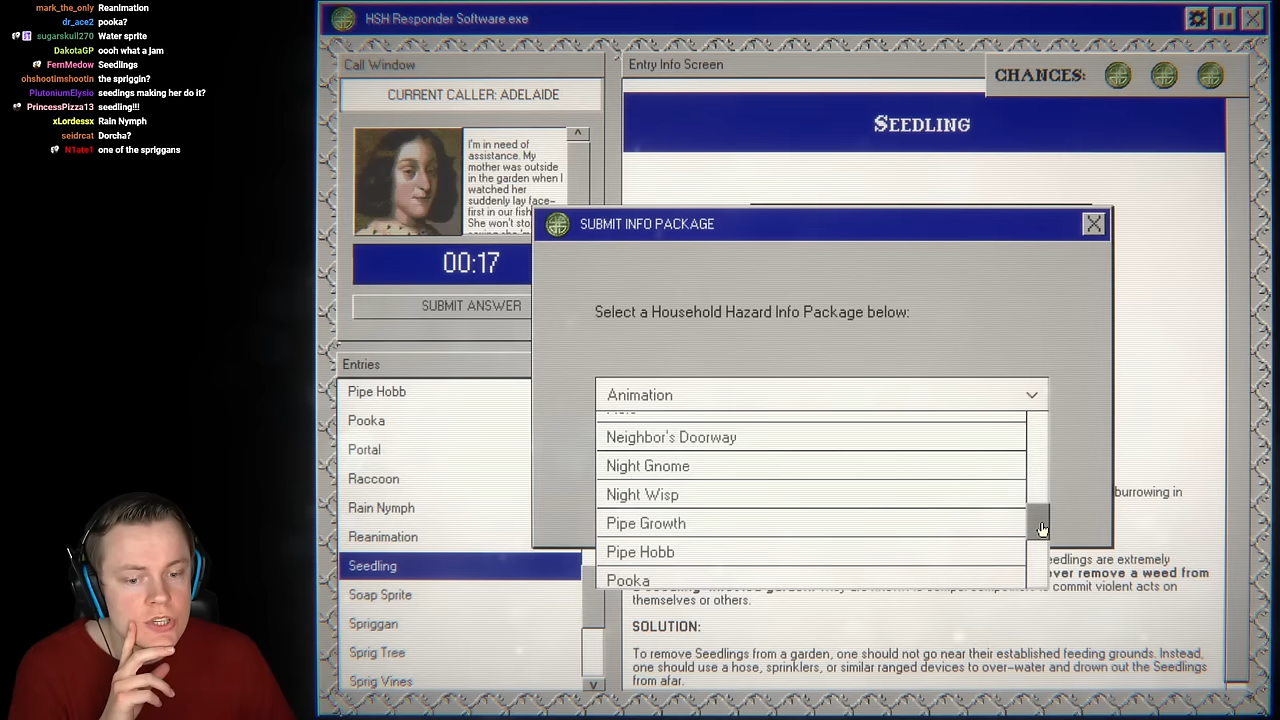 mark_the_only Reanimation
dr_ace2 pooka?
sugarskull270 Water sprite
DakotaGP oooh what a jam
FernMedow Seedlings
ohshootimshootin the spriggin?
PlutoniumElysio seedings making her do it?
PrincessPizza13 seedling!!!
xLordessx Rain Nymph
seidrcat Dorcha?
N1ate1 one of the spriggans
HSH Responder Software.exe
Call Window
CURRENT CALLER: ADELAIDE
I'm in need of
assistance. My
mother was outside
in the garden when I
watched her
suddenly lay face-
first in our fish
She won't sto
00:17
SUBMIT ANSWER
Entries
Pipe Hobb
Pooka
Portal
Raccoon
Rain Nymph
Reanimation
Seedling
Soap Sprite
Spriggan
Sprig Tree
Sprig Vines
Entry Info Screen
CHANCES:
SEEDLING
SUBMIT INFO PACKAGE
Select a Household Hazard Info Package below:
Animation
Neighbor's Doorway
Night Gnome
Night Wisp
Pipe Growth
Pipe Hobb
Pooka
burrowing in
eedlings are extremely
over remove a weed from
commit violent acts on
themselves or others.
SOLUTION:
To remove Seedlings from a garden, one should not go near their established feeding grounds. Instead,
one should use a hose, sprinklers, or similar ranged devices to over-water and drown out the Seedlings
from afar.